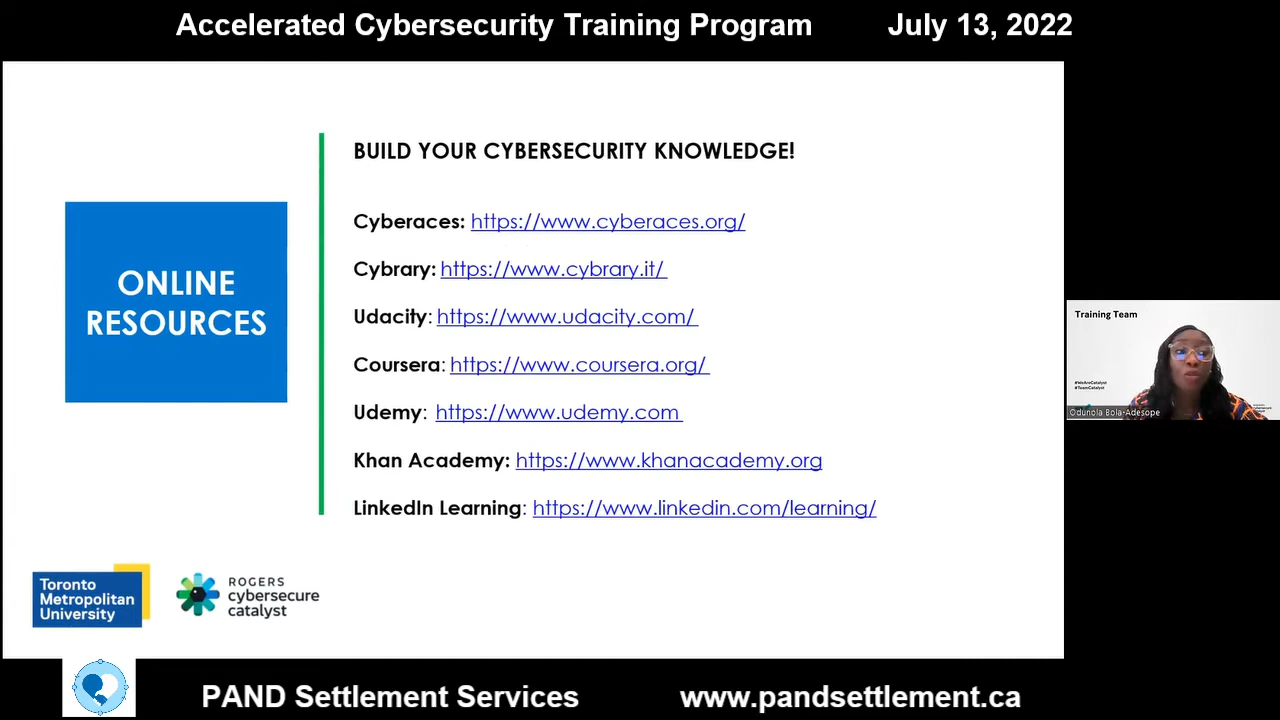 Accelerated Cybersecurity Training Program July 13, 2022
BUILD YOUR CYBERSECURITY KNOWLEDGE!
ONLINE
RESOURCES
Cyberaces: https://www.cyberaces.org/
Cybrary: https://www.cybrary.it/
Udacity: https://www.udacity.com/
Coursera: https://www.coursera.org/
Udemy: https://www.udemy.com
Khan Academy: https://www.khanacademy.org
LinkedIn Learning: https://www.linkedin.com/learning/
Training Team
#WeAreCatalyst
#TeamCatalyst
Odunola Bola-Adesope
Toronto
Metropolitan
University
ROGERS
cybersecure
catalyst
PAND Settlement Services www.pandsettlement.ca